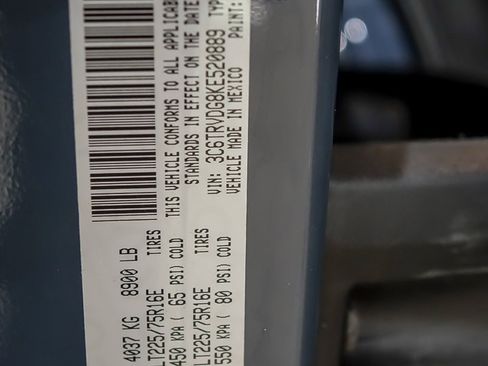 4037 KG 8900 LB
LT225/75R16E TIRES
450 KPA ( 65 PSI) COLD
LT225/75R16E TIRES
550 KPA ( 80 PSI) COLD
THIS VEHICLE CONFORMS TO ALL APPLICAB
STANDARDS IN EFFECT ON THE DATE
VIN: 3C6TRVDG8KE520889 TYP
VEHICLE MADE IN MEXICO PAINT: